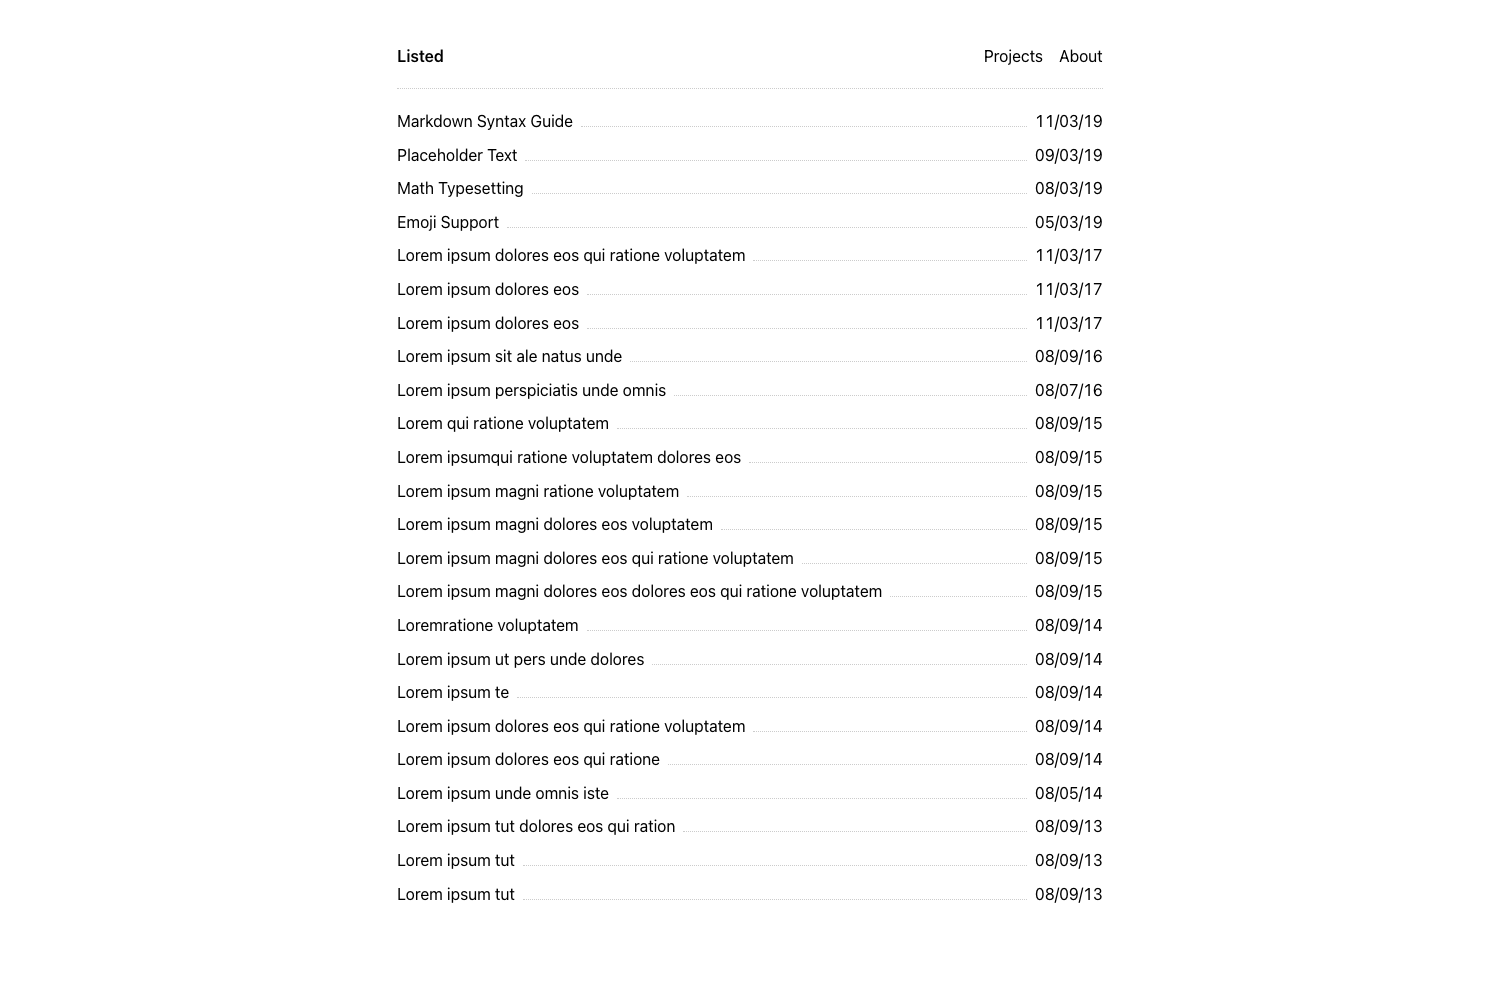 Listed Projects About
Markdown Syntax Guide 11/03/19
Placeholder Text 09/03/19
Math Typesetting 08/03/19
Emoji Support 05/03/19
Lorem ipsum dolores eos qui ratione voluptatem 11/03/17
Lorem ipsum dolores eos 11/03/17
Lorem ipsum dolores eos 11/03/17
Lorem ipsum sit ale natus unde 08/09/16
Lorem ipsum perspiciatis unde omnis 08/07/16
Lorem qui ratione voluptatem 08/09/15
Lorem ipsumqui ratione voluptatem dolores eos 08/09/15
Lorem ipsum magni ratione voluptatem 08/09/15
Lorem ipsum magni dolores eos voluptatem 08/09/15
Lorem ipsum magni dolores eos qui ratione voluptatem 08/09/15
Lorem ipsum magni dolores eos dolores eos qui ratione voluptatem 08/09/15
Loremratione voluptatem 08/09/14
Lorem ipsum ut pers unde dolores 08/09/14
Lorem ipsum te 08/09/14
Lorem ipsum dolores eos qui ratione voluptatem 08/09/14
Lorem ipsum dolores eos qui ratione 08/09/14
Lorem ipsum unde omnis iste 08/05/14
Lorem ipsum tut dolores eos qui ration 08/09/13
Lorem ipsum tut 08/09/13
Lorem ipsum tut 08/09/13